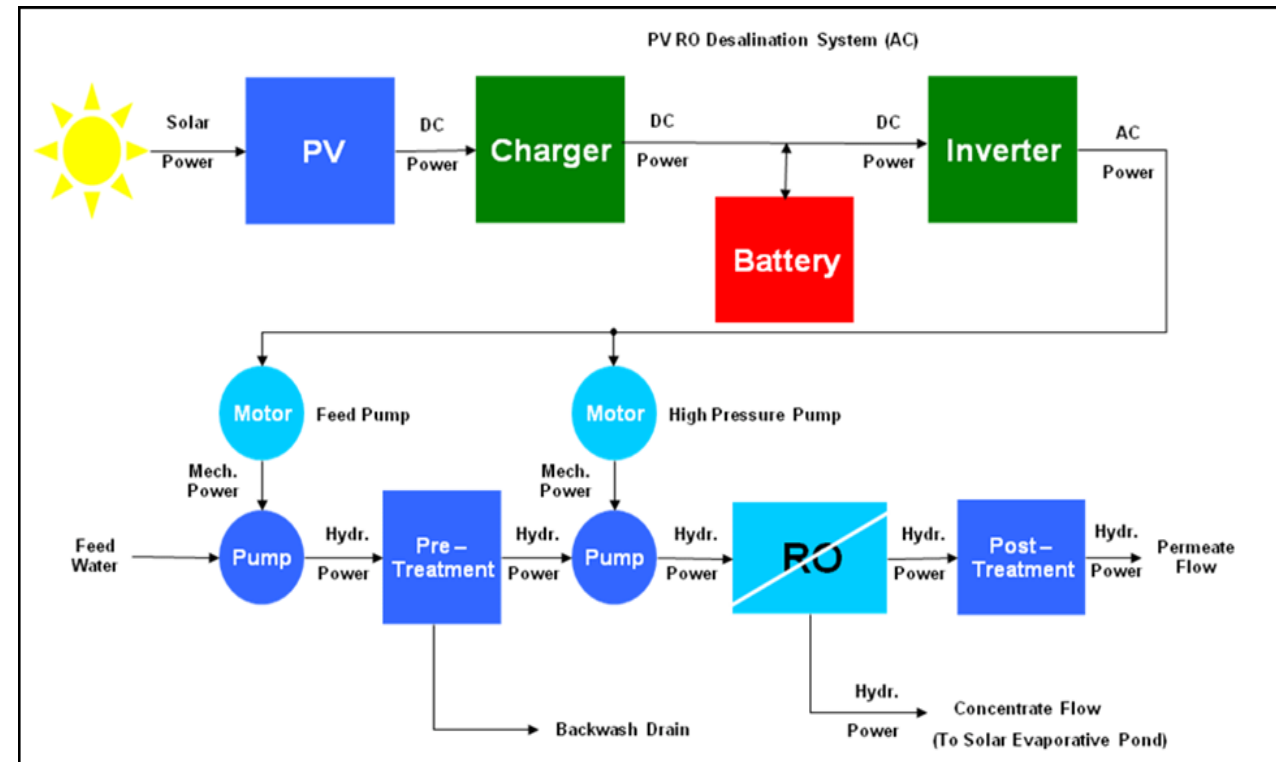 PV RO Desalination System (AC)
Solar
Power
PV
DC
Power
Charger
DC
Power
DC
Power
Inverter
AC
Power
Battery
Motor
Feed Pump
Motor
High Pressure Pump
Mech.
Power
Mech.
Power
Feed
Water
Pump
Hydr.
Power
Pre –
Treatment
Hydr.
Power
Pump
Hydr.
Power
RO
Hydr.
Power
Post–
Treatment
Hydr.
Power
Permeate
Flow
Backwash Drain
Hydr.
Power
Concentrate Flow
(To Solar Evaporative Pond)